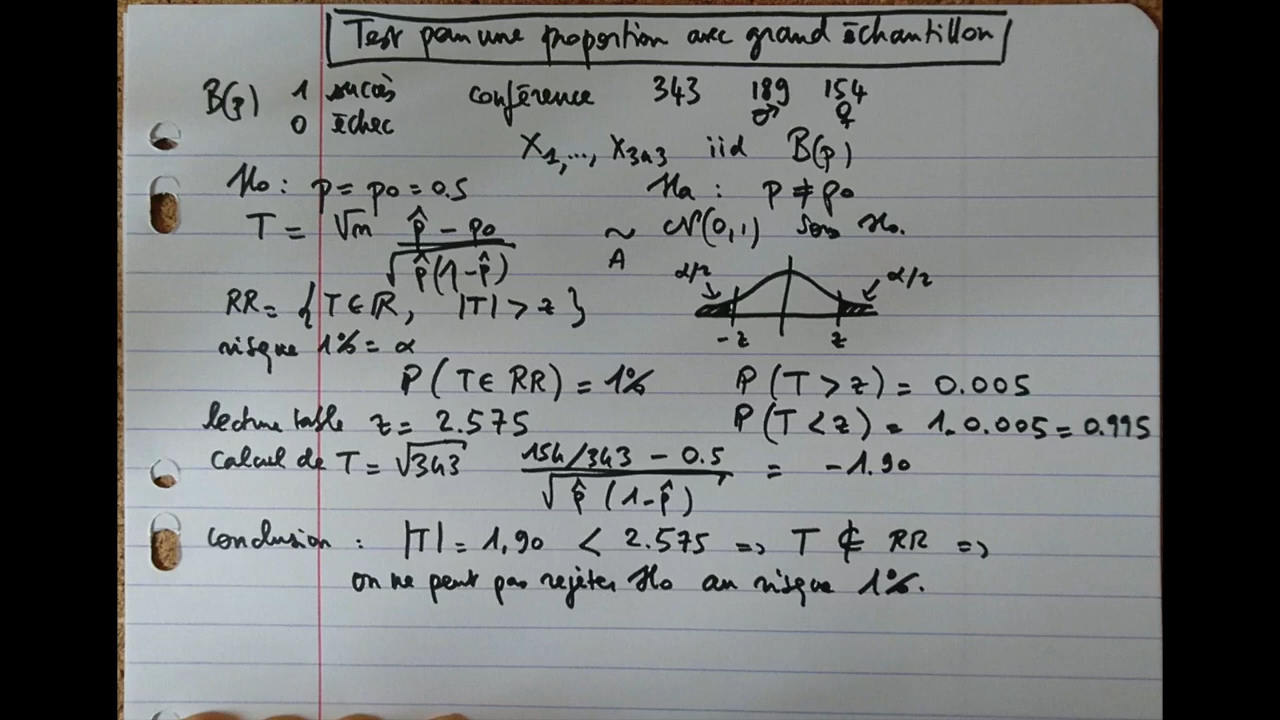 Test pour une proportion avec grand échantillon
B(p) 1 succès conférence 343 189 154
0 échec ♂ ♀
X1,..., X343 iid B(p)
H0 : p = p0 = 0.5 Ha : p ≠ p0
T = √n (p̂ - p0) / √(p̂(1-p̂)) ~A N(0,1) sous H0.
α/2 α/2
RR = { T ∈ ℝ, |T| > z }
-z z
risque 1% = α
P(T ∈ RR) = 1% P(T > z) = 0.005
lecture table z = 2.575 P(T < z) = 1-0.005 = 0.995
calcul de T = √343 (154/343 - 0.5) / √(p̂(1-p̂)) = -1.90
conclusion : |T| = 1,90 < 2.575 => T ∉ RR =>
on ne peut pas rejéter H0 au risque 1%.